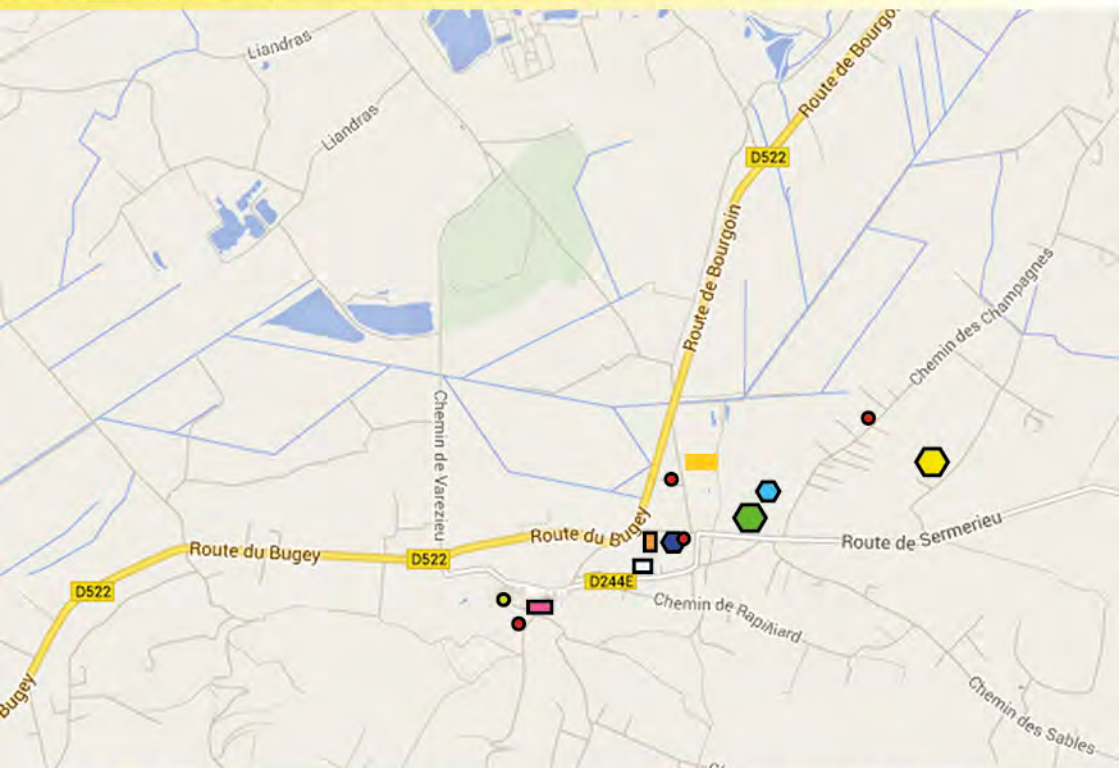 Liandras
Liandras
Route de Bourgo
D522
Route de Bourgoin
Chemin des Champagnes
Chemin de Varezieu
Route du Bugey
Route du Bugey
D522
Route de Sermerieu
D522
D244E
Chemin de Rapillard
Bugey
Chemin des Sables